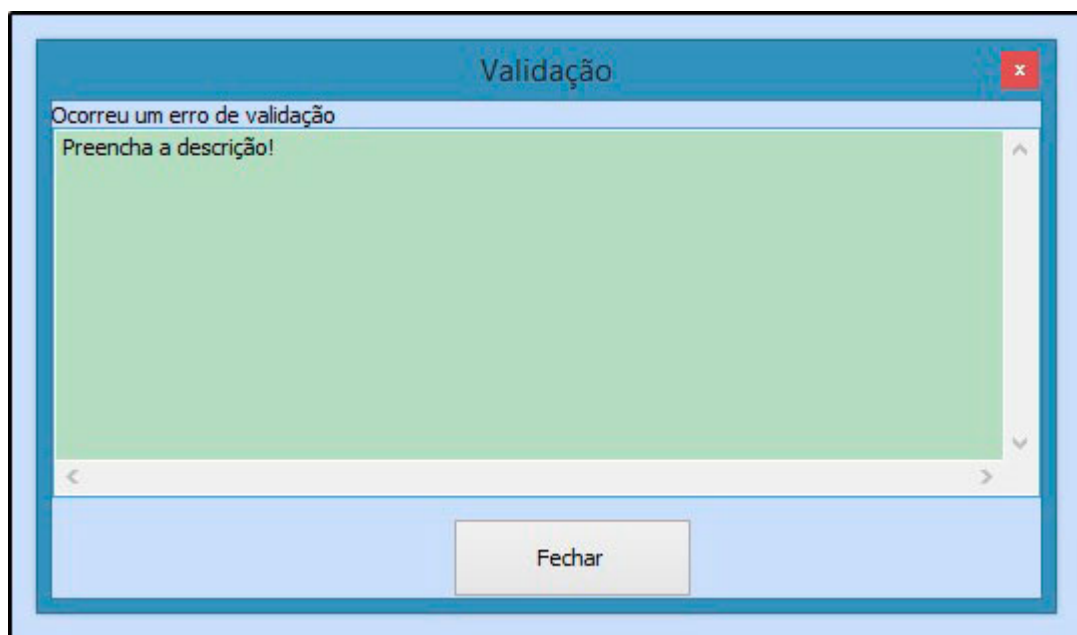 Validação
x
Ocorreu um erro de validação
Preencha a descrição!
Fechar